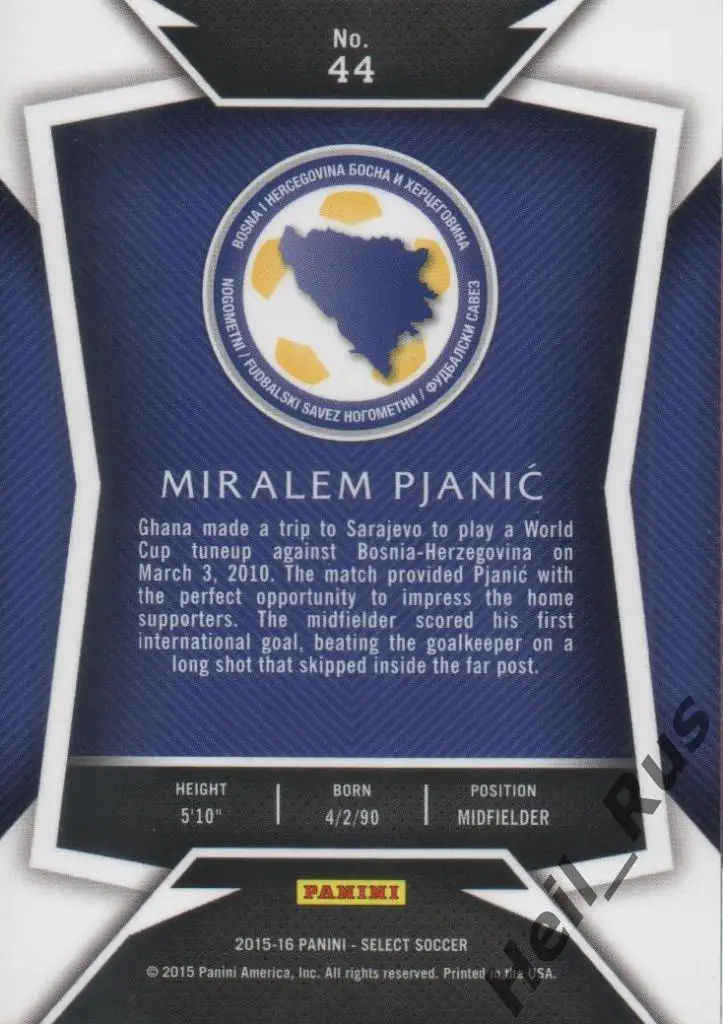 No.
44
BOSNA I HERCEGOVINA БОСНА И ХЕРЦЕГОВИНА
NOGOMETNI / FUDBALSKI SAVEZ НОГОМЕТНИ / ФУДБАЛСКИ САВЕЗ
MIRALEM PJANIĆ
Ghana made a trip to Sarajevo to play a World
Cup tuneup against Bosnia-Herzegovina on
March 3, 2010. The match provided Pjanić with
the perfect opportunity to impress the home
supporters. The midfielder scored his first
international goal, beating the goalkeeper on a
long shot that skipped inside the far post.
HEIGHT BORN POSITION
5'10" 4/2/90 MIDFIELDER
PANINI
2015-16 PANINI - SELECT SOCCER
© 2015 Panini America, Inc. All rights reserved. Printed in the USA.
Heil_Rus